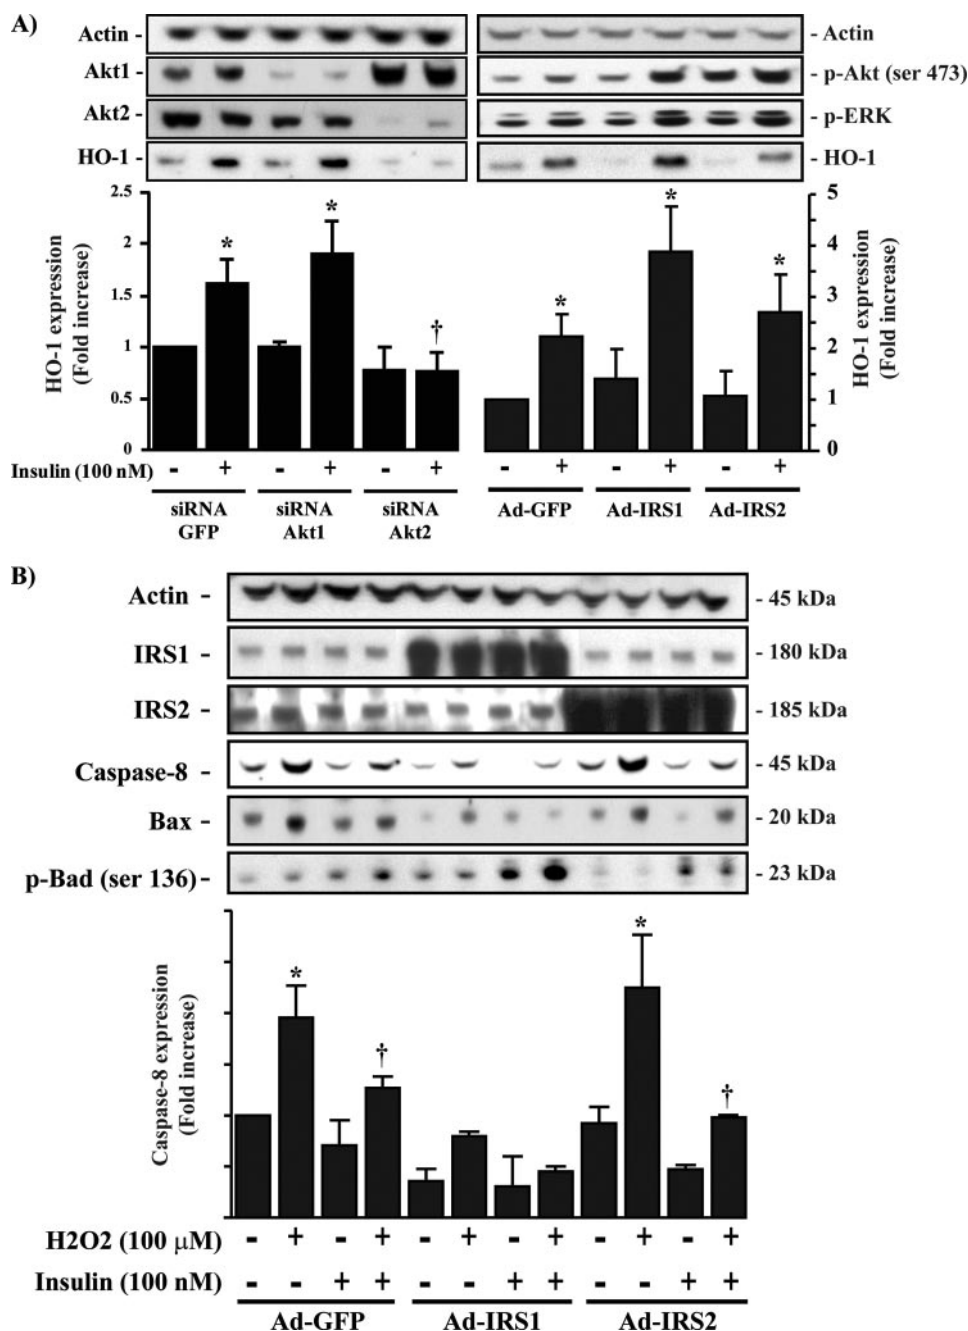 A)
Actin -
Akt1
Akt2
HO-1
- Actin
- p-Akt (ser 473)
- p-ERK
- HO-1
HO-1 expression
(Fold increase)
2.5
2
1.5
1
0.5
0
* * †
* * *
5
4
3
2
1
0
HO-1 expression
(Fold increase)
Insulin (100 nM) - + - + - + - + - + - +
siRNA GFP siRNA Akt1 siRNA Akt2
Ad-GFP Ad-IRS1 Ad-IRS2
B)
Actin - - 45 kDa
IRS1 - - 180 kDa
IRS2 - - 185 kDa
Caspase-8 - - 45 kDa
Bax - - 20 kDa
p-Bad (ser 136) - - 23 kDa
Caspase-8 expression
(Fold increase)
* † * †
H2O2 (100 μM) - + - + - + - + - + - +
Insulin (100 nM) - - + + - - + + - - + +
Ad-GFP Ad-IRS1 Ad-IRS2